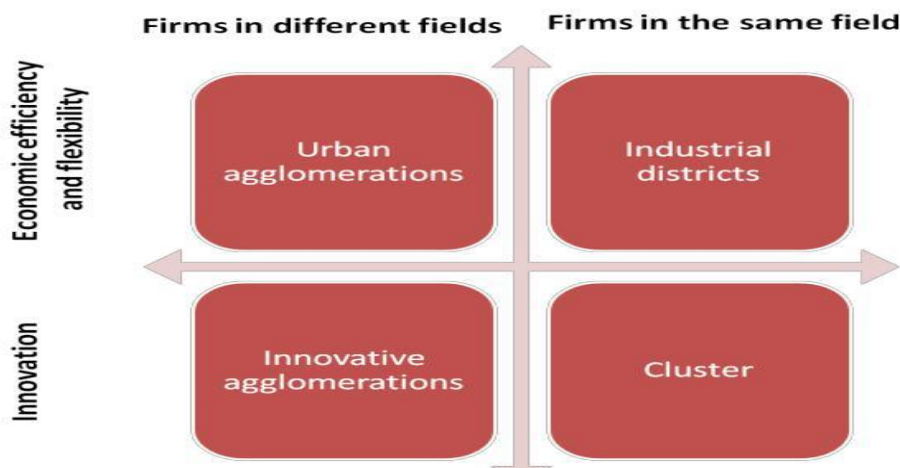 Firms in different fields
Firms in the same field
Economic efficiency
and flexibility
Urban
agglomerations
Industrial
districts
Innovation
Innovative
agglomerations
Cluster